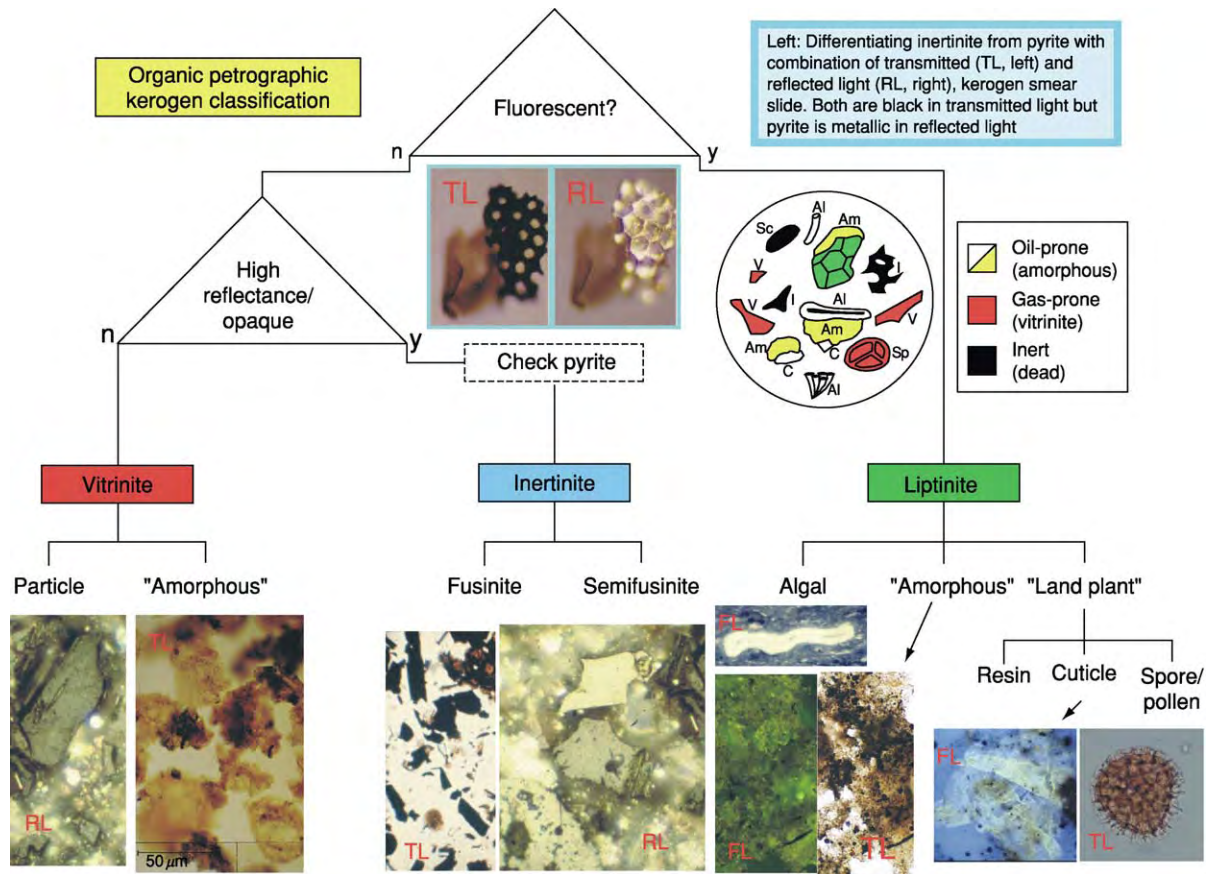 Organic petrographic
kerogen classification
Fluorescent?
Left: Differentiating inertinite from pyrite with
combination of transmitted (TL, left) and
reflected light (RL, right), kerogen smear
slide. Both are black in transmitted light but
pyrite is metallic in reflected light
n
y
TL
RL
High
reflectance/
opaque
n
y
Check pyrite
Al
Sc
Am
V
I
V
I
Al
V
Am
Am
C
Sp
C
Al
Oil-prone
(amorphous)
Gas-prone
(vitrinite)
Inert
(dead)
Vitrinite
Inertinite
Liptinite
Particle
"Amorphous"
Fusinite
Semifusinite
Algal
"Amorphous"
"Land plant"
Resin
Cuticle
Spore/
pollen
RL
TL
50 μm
TL
RL
FL
FL
TL
FL
TL